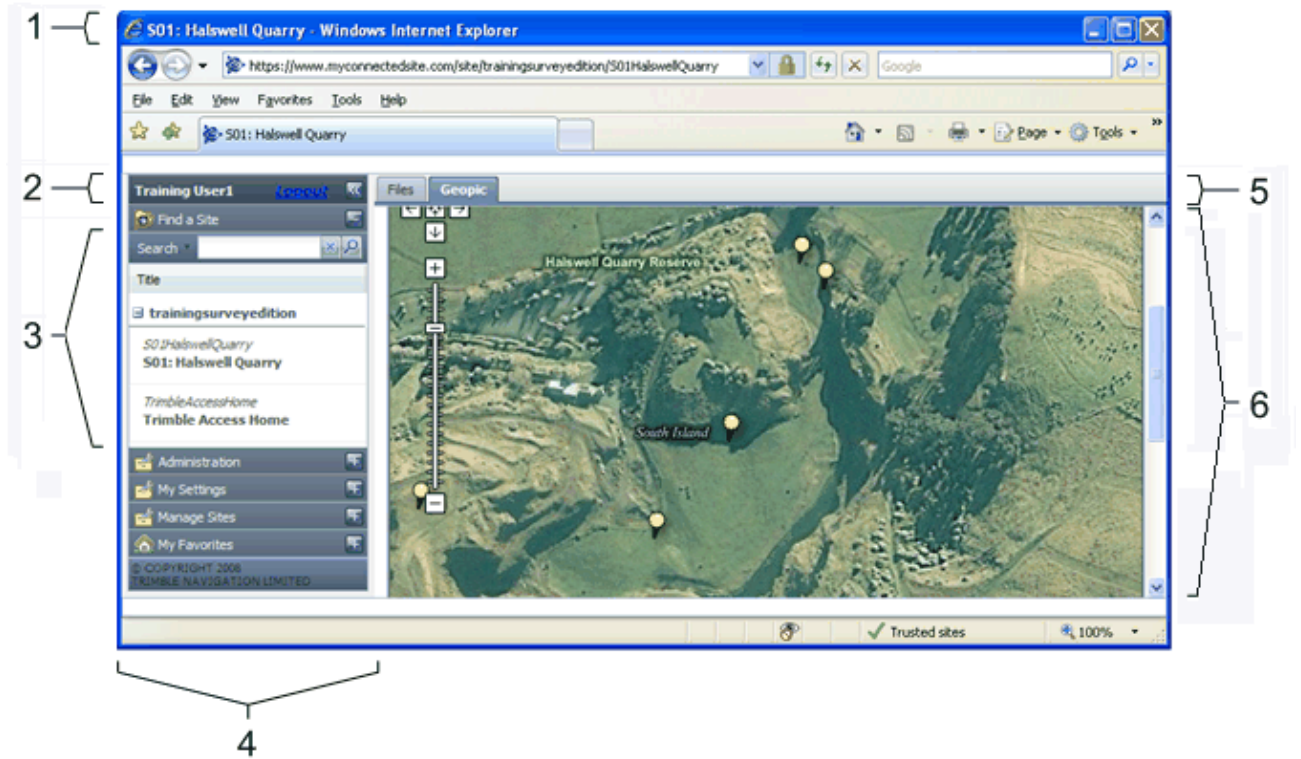 1
S01: Halswell Quarry - Windows Internet Explorer
https://www.myconnectedsite.com/site/trainingsurveyedition/S01HalswellQuarry
Google
File Edit View Favorites Tools Help
S01: Halswell Quarry
Page Tools »
2
Training User1 Logout
Files Geopic
5
Find a Site
Search
Title
trainingsurveyedition
3
S01HalswellQuarry
S01: Halswell Quarry
TrimbleAccessHome
Trimble Access Home
Halswell Quarry Reserve
South Island
6
Administration
My Settings
Manage Sites
My Favorites
© COPYRIGHT 2008
TRIMBLE NAVIGATION LIMITED
Trusted sites
100%
4